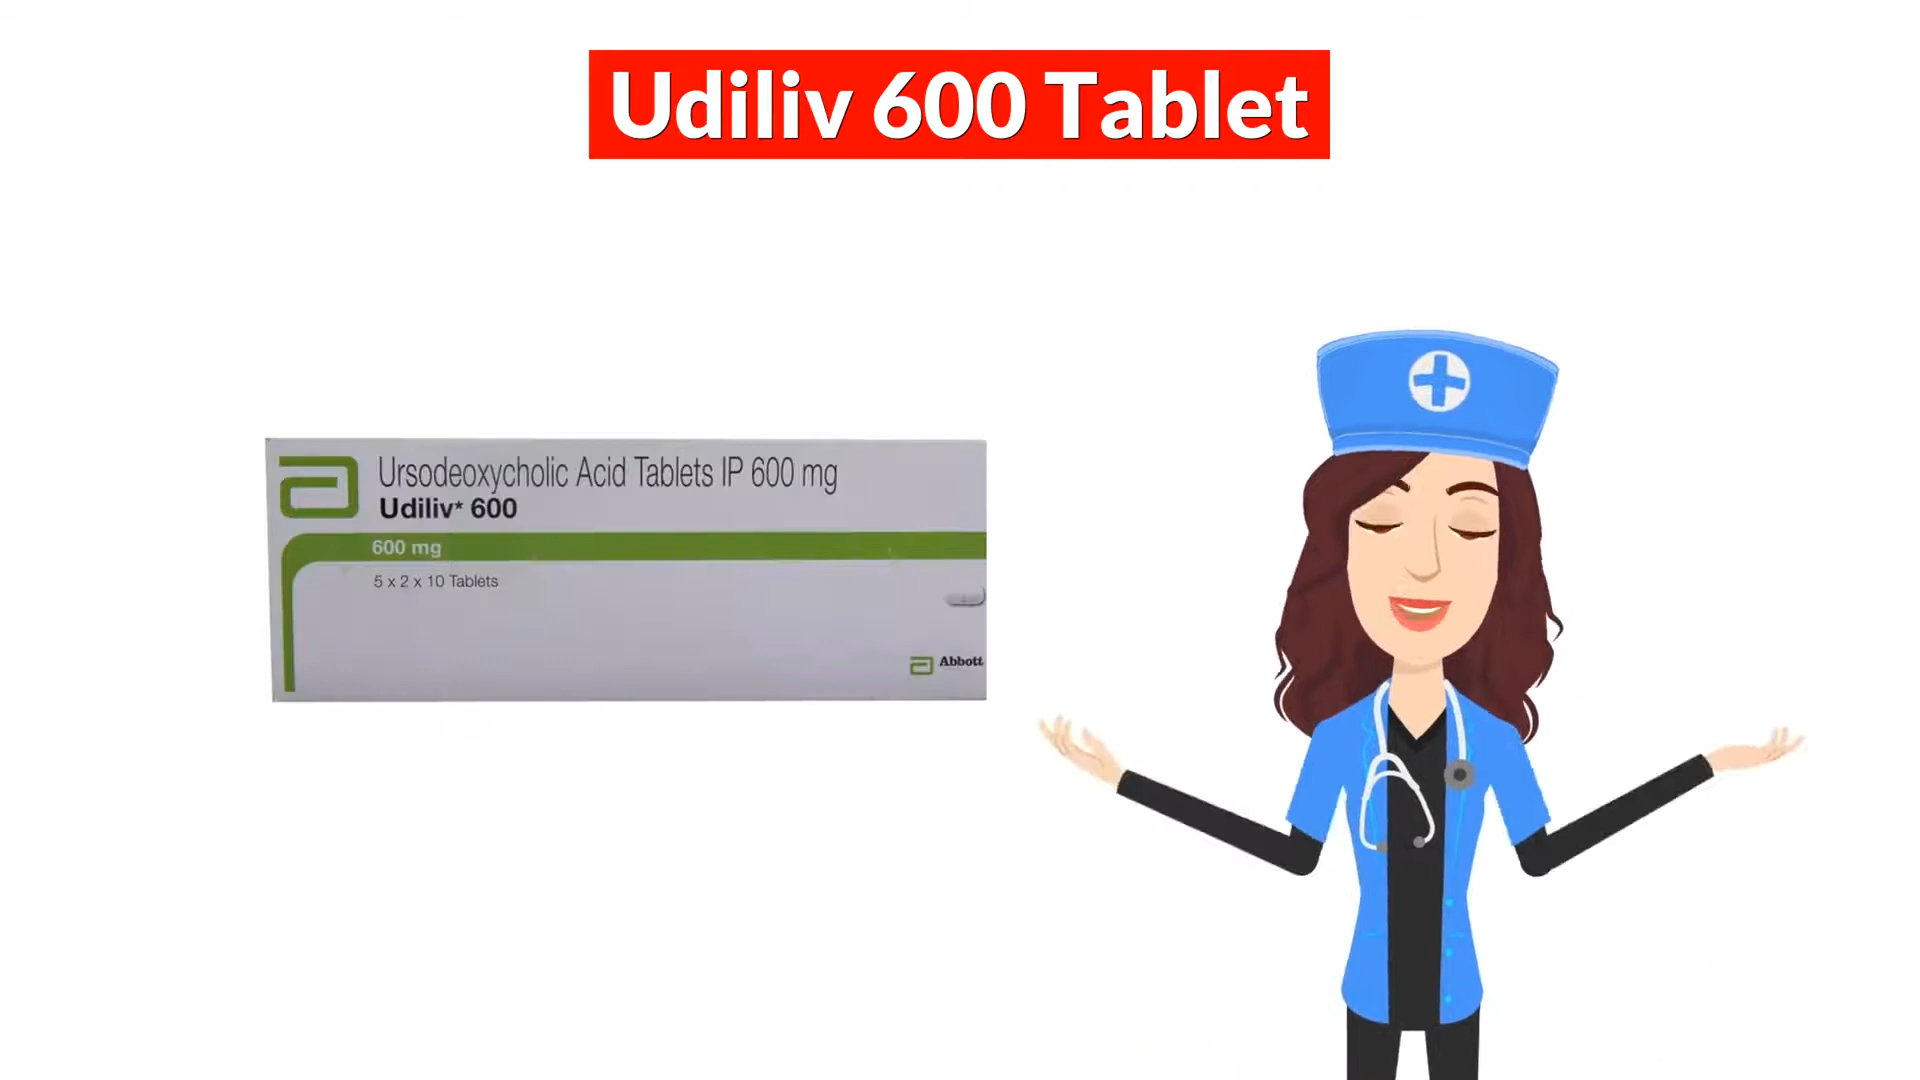 Udiliv 600 Tablet
Ursodeoxycholic Acid Tablets IP 600 mg
Udiliv* 600
600 mg
5 x 2 x 10 Tablets
Abbott